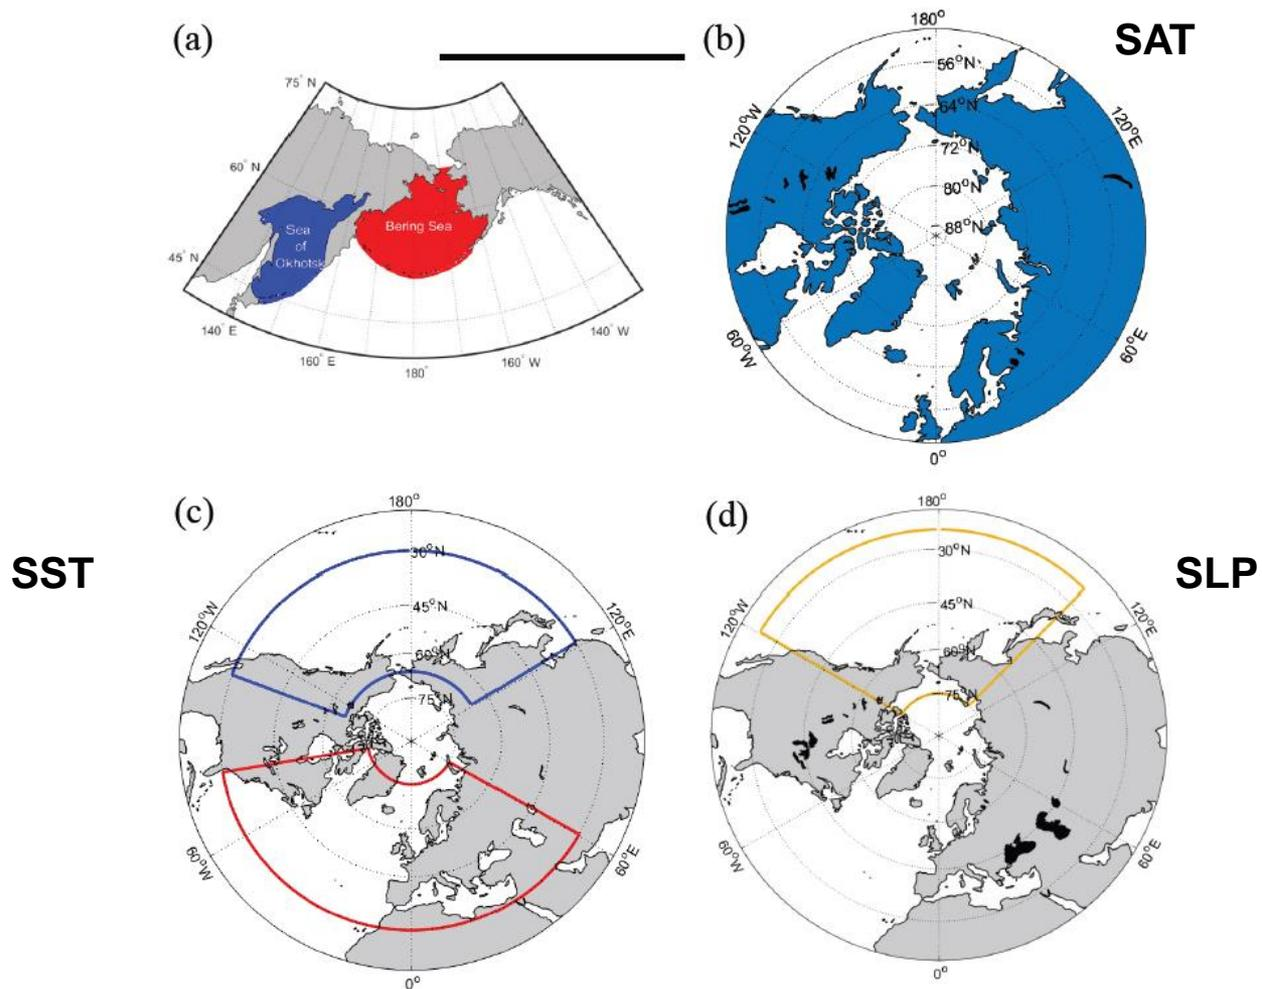 (a)
75° N
60° N
45° N
140° E
160° E
180°
160° W
140° W
Sea
of
Okhotsk
Bering Sea
(b)
SAT
180°
56°N
64°N
72°N
80°N
88°N
120°W
120°E
60°W
60°E
0°
(c)
SST
180°
30°N
45°N
60°N
75°N
120°W
120°E
60°W
60°E
0°
(d)
SLP
180°
30°N
45°N
60°N
75°N
120°W
120°E
60°W
60°E
0°